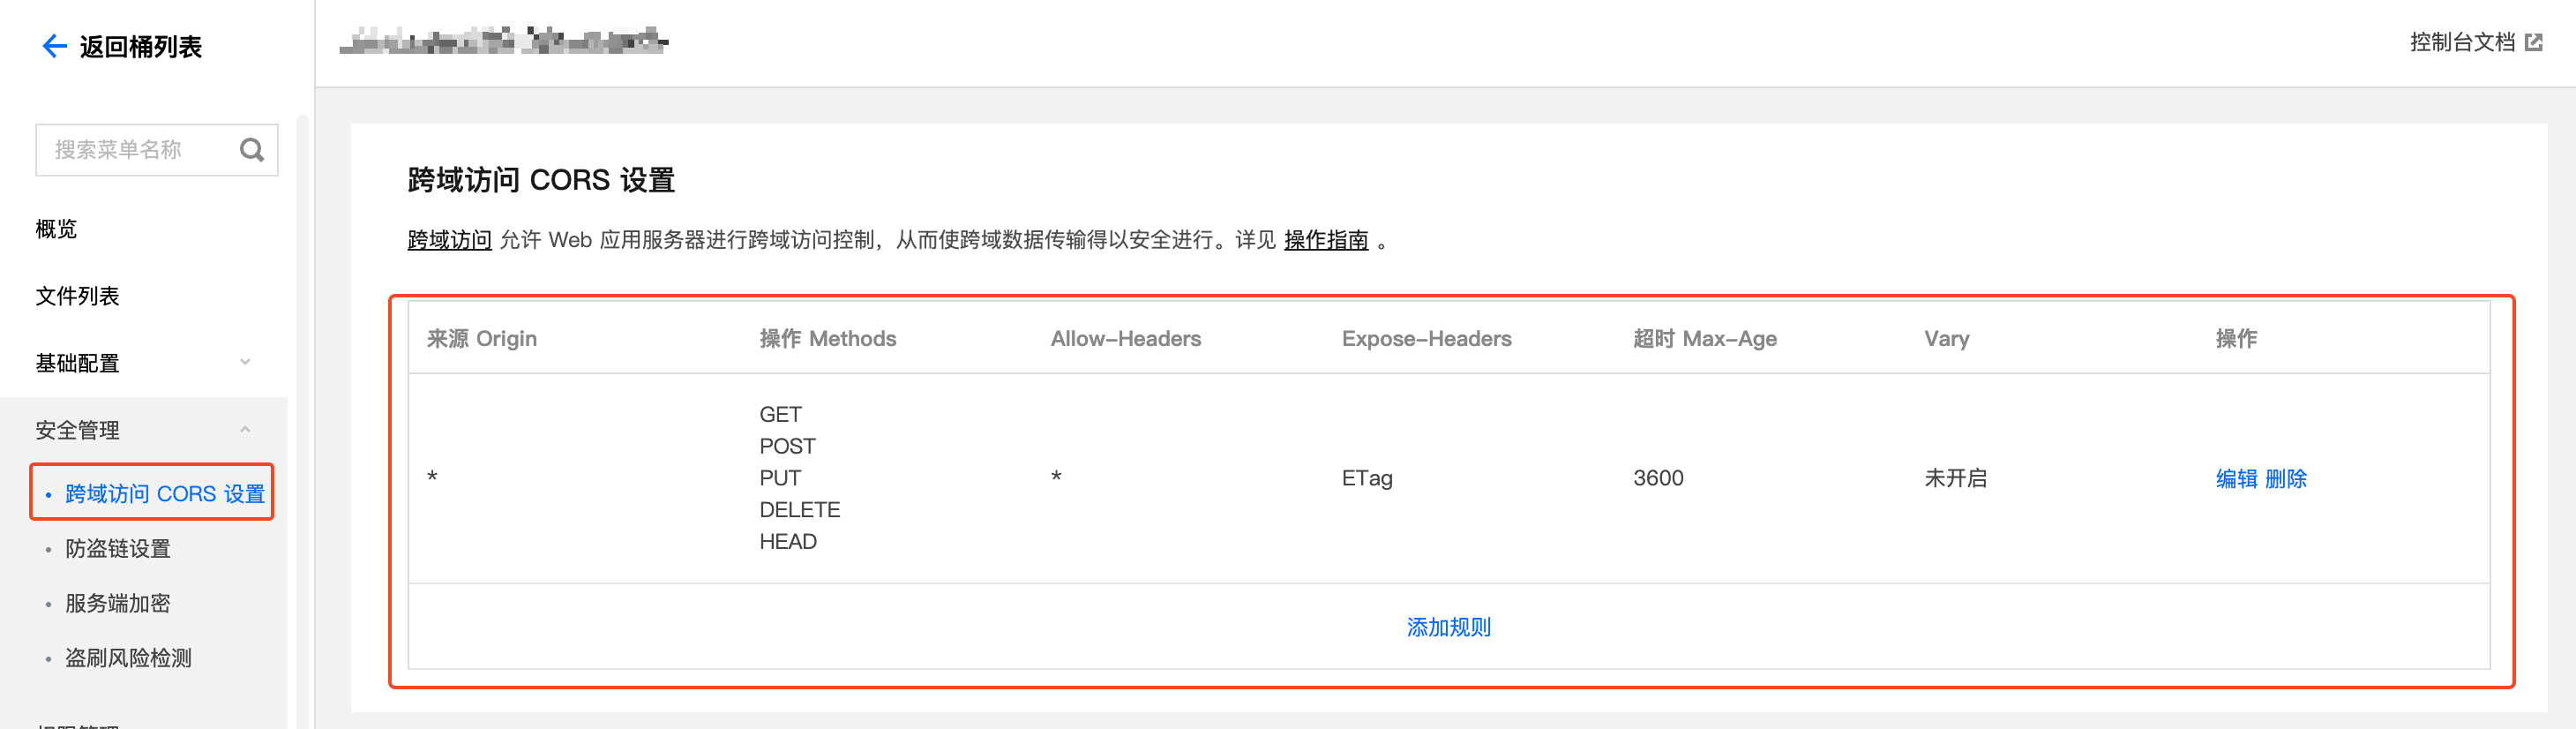 返回桶列表
控制台文档
搜索菜单名称
概览
文件列表
基础配置
安全管理
• 跨域访问 CORS 设置
• 防盗链设置
• 服务端加密
• 盗刷风险检测
跨域访问 CORS 设置
跨域访问 允许 Web 应用服务器进行跨域访问控制，从而使跨域数据传输得以安全进行。详见 操作指南 。
来源 Origin 操作 Methods Allow-Headers Expose-Headers 超时 Max-Age Vary 操作
GET
POST
* PUT * ETag 3600 未开启 编辑 删除
DELETE
HEAD
添加规则